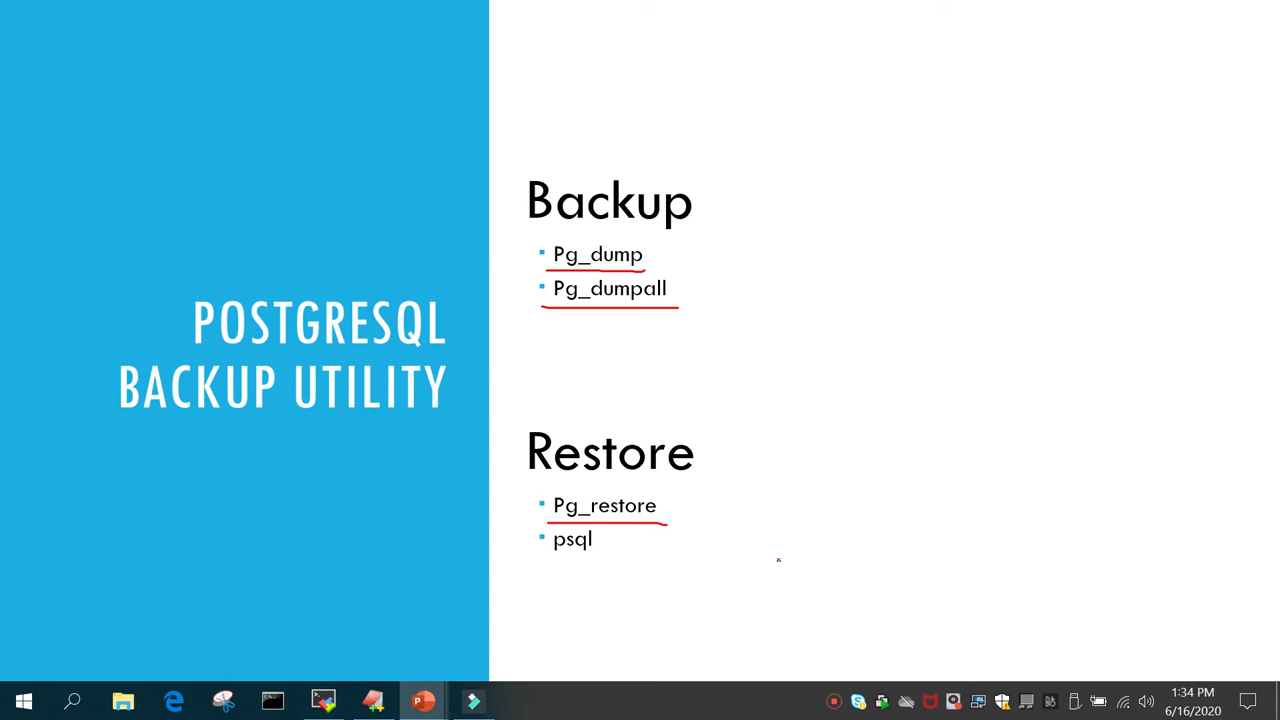 POSTGRESQL
BACKUP UTILITY
Backup
Pg_dump
Pg_dumpall
Restore
Pg_restore
psql
1:34 PM
6/16/2020